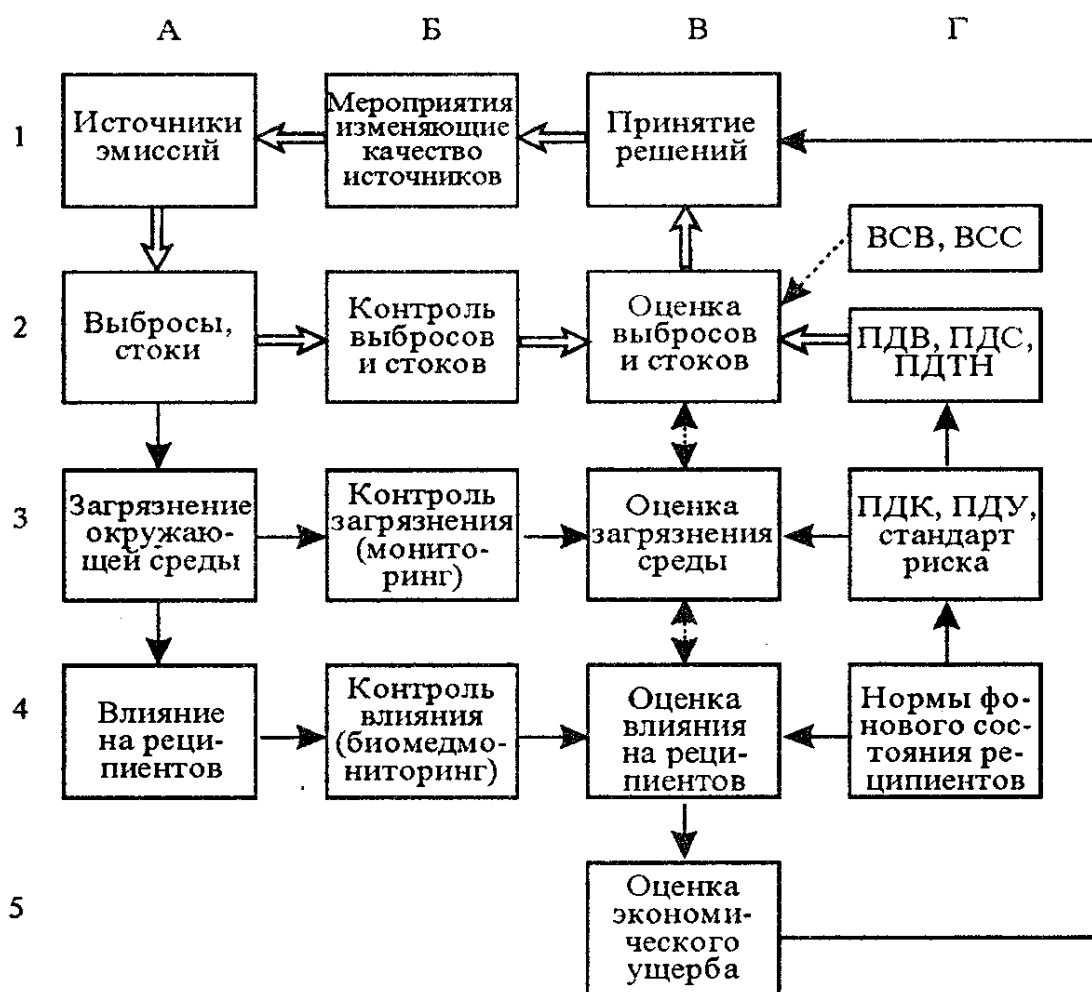 А Б В Г
1
Источники
эмиссий
Мероприятия
изменяющие
качество
источников
Принятие
решений
ВСВ, ВСС
2
Выбросы,
стоки
Контроль
выбросов
и стоков
Оценка
выбросов
и стоков
ПДВ, ПДС,
ПДТН
3
Загрязнение
окружаю-
щей среды
Контроль
загрязнения
(монито-
ринг)
Оценка
загрязнения
среды
ПДК, ПДУ,
стандарт
риска
4
Влияние
на реци-
пиентов
Контроль
влияния
(биомедмо-
ниторинг)
Оценка
влияния
на реци-
пиентов
Нормы фо-
нового сос-
тояния ре-
ципиентов
5
Оценка
экономи-
ческого
ущерба